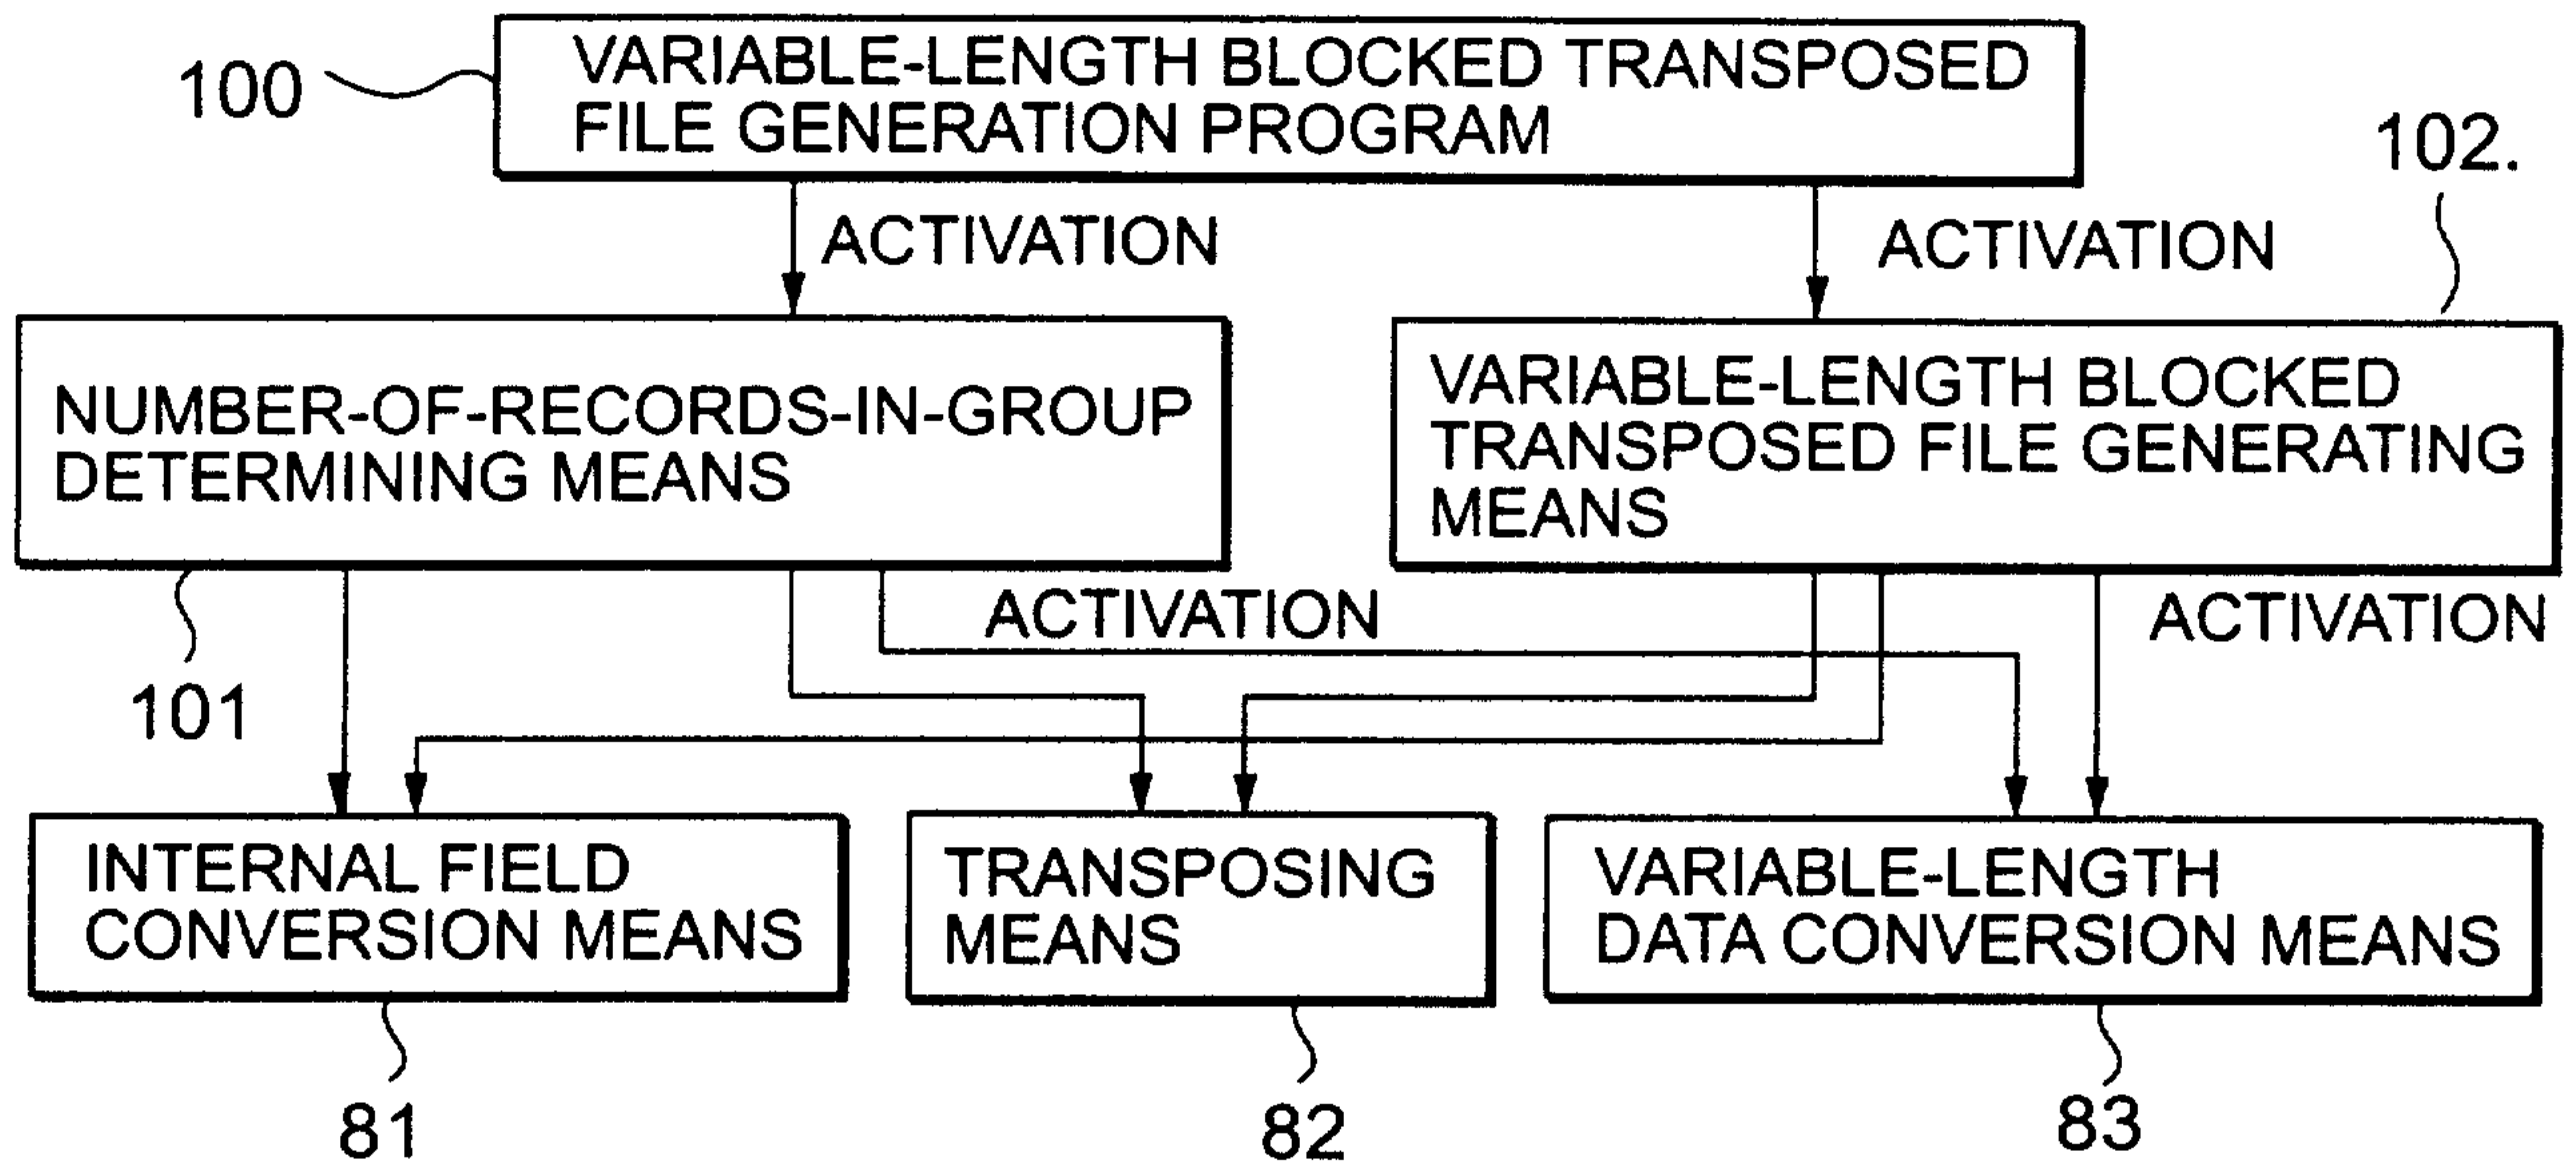 100
VARIABLE-LENGTH BLOCKED TRANSPOSED
FILE GENERATION PROGRAM
102.
ACTIVATION
ACTIVATION
NUMBER-OF-RECORDS-IN-GROUP
DETERMINING MEANS
VARIABLE-LENGTH BLOCKED
TRANSPOSED FILE GENERATING
MEANS
ACTIVATION
ACTIVATION
101
INTERNAL FIELD
CONVERSION MEANS
TRANSPOSING
MEANS
VARIABLE-LENGTH
DATA CONVERSION MEANS
81
82
83